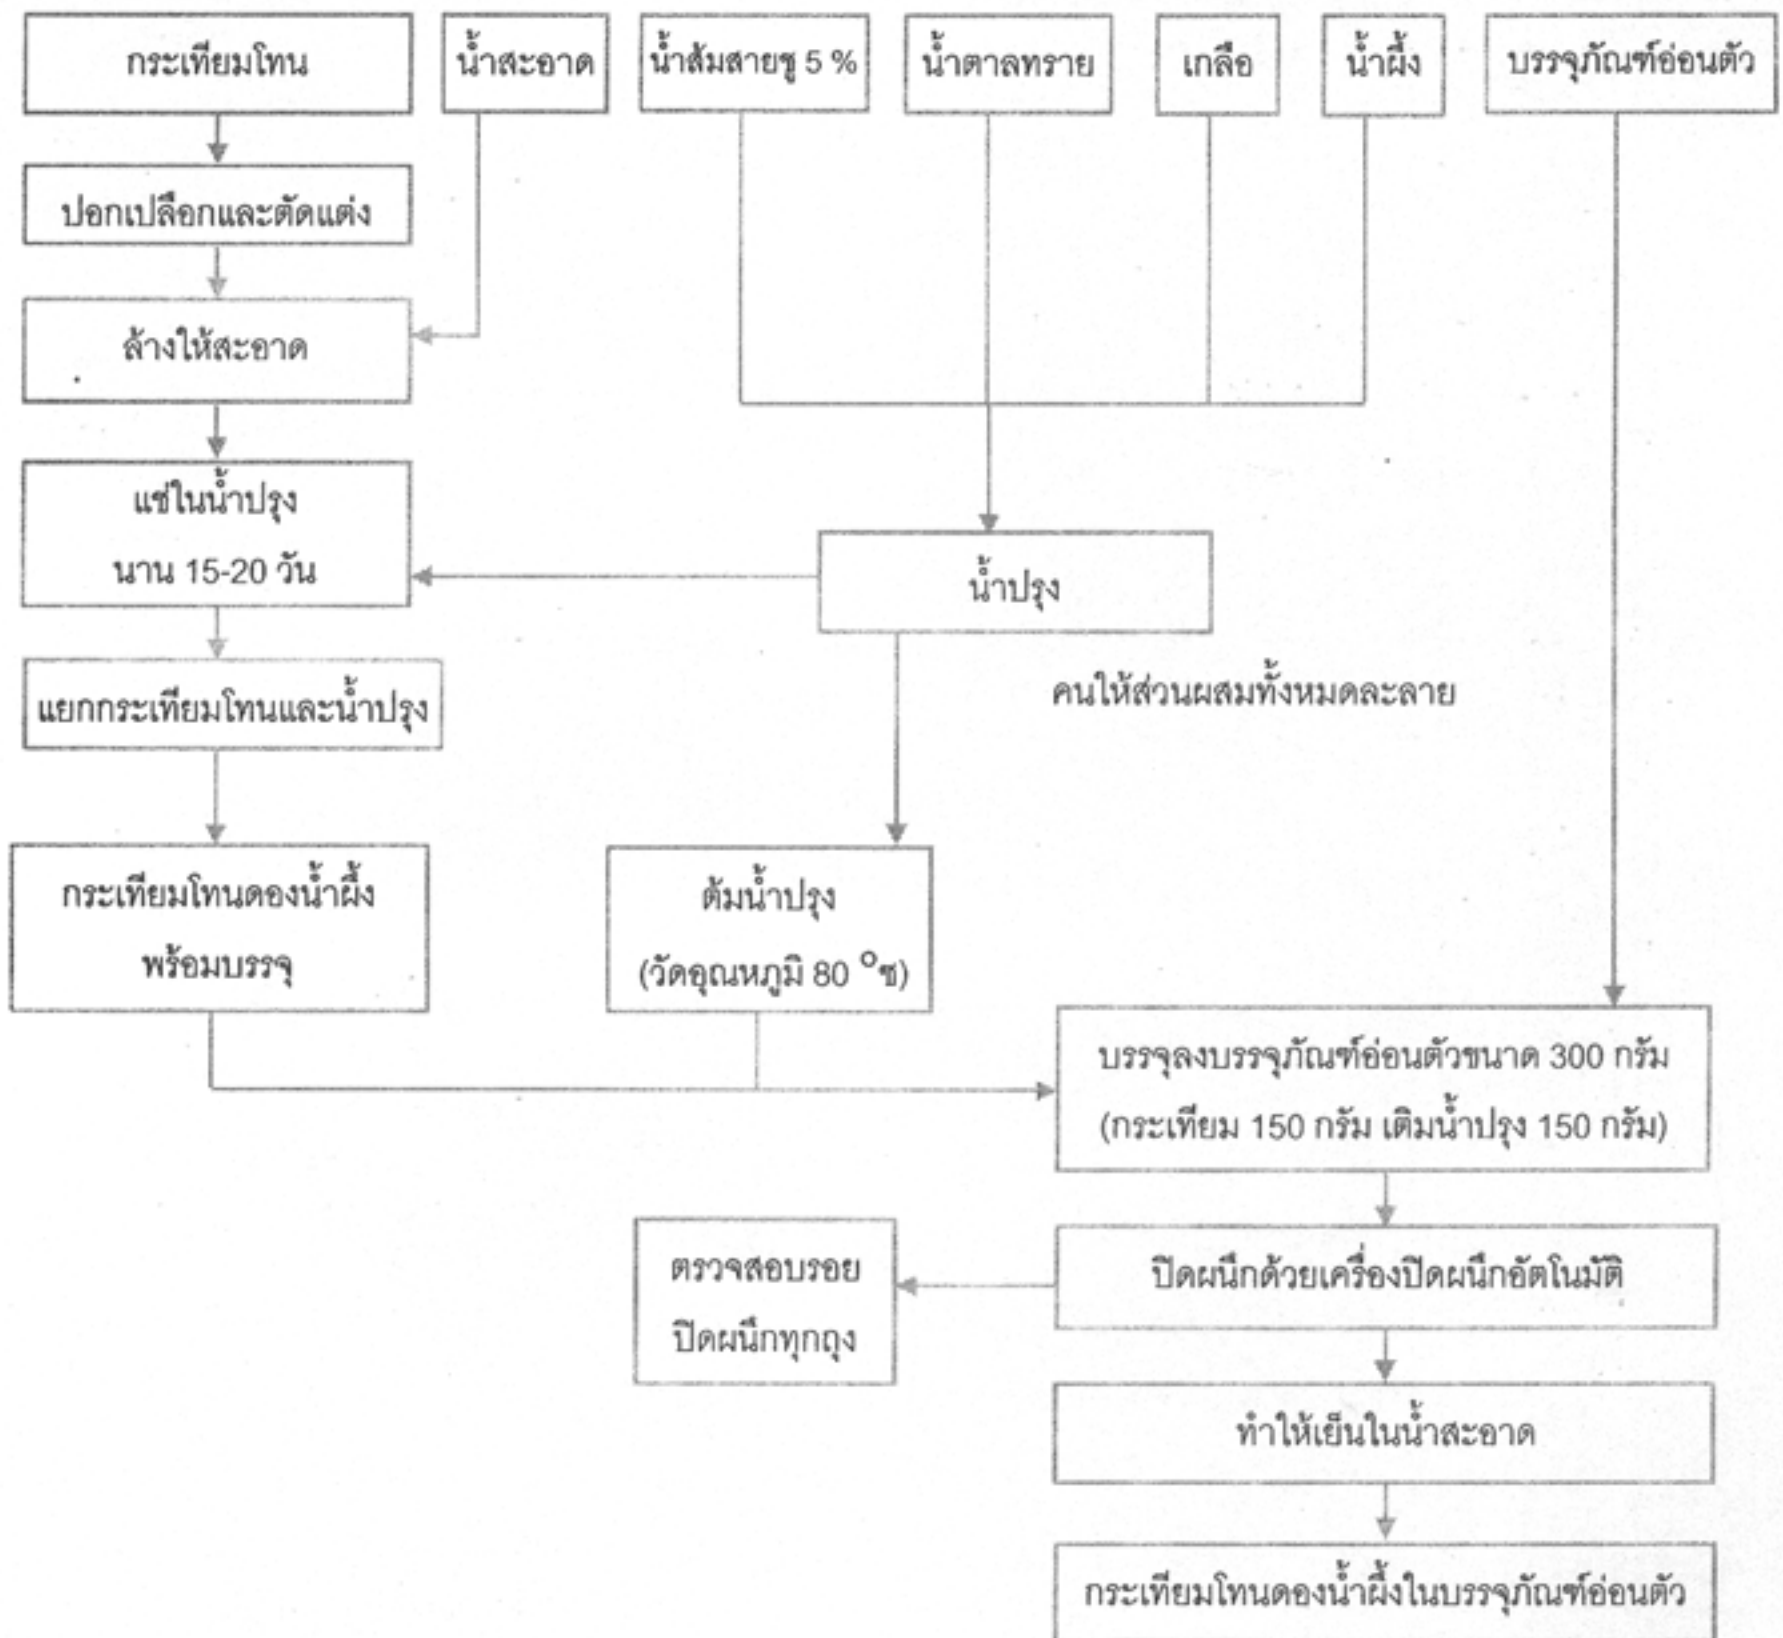 กระเทียมโทน
น้ำสะอาด
น้ำส้มสายชู 5 %
น้ำตาลทราย
เกลือ
น้ำผึ้ง
บรรจุภัณฑ์อ่อนตัว
ปอกเปลือกและตัดแต่ง
ล้างให้สะอาด
แช่ในน้ำปรุง
นาน 15-20 วัน
น้ำปรุง
คนให้ส่วนผสมทั้งหมดละลาย
แยกกระเทียมโทนและน้ำปรุง
กระเทียมโทนดองน้ำผึ้ง
พร้อมบรรจุ
ต้มน้ำปรุง
(วัดอุณหภูมิ 80 °ซ)
บรรจุลงบรรจุภัณฑ์อ่อนตัวขนาด 300 กรัม
(กระเทียม 150 กรัม เติมน้ำปรุง 150 กรัม)
ปิดผนึกด้วยเครื่องปิดผนึกอัตโนมัติ
ตรวจสอบรอย
ปิดผนึกทุกถุง
ทำให้เย็นในน้ำสะอาด
กระเทียมโทนดองน้ำผึ้งในบรรจุภัณฑ์อ่อนตัว